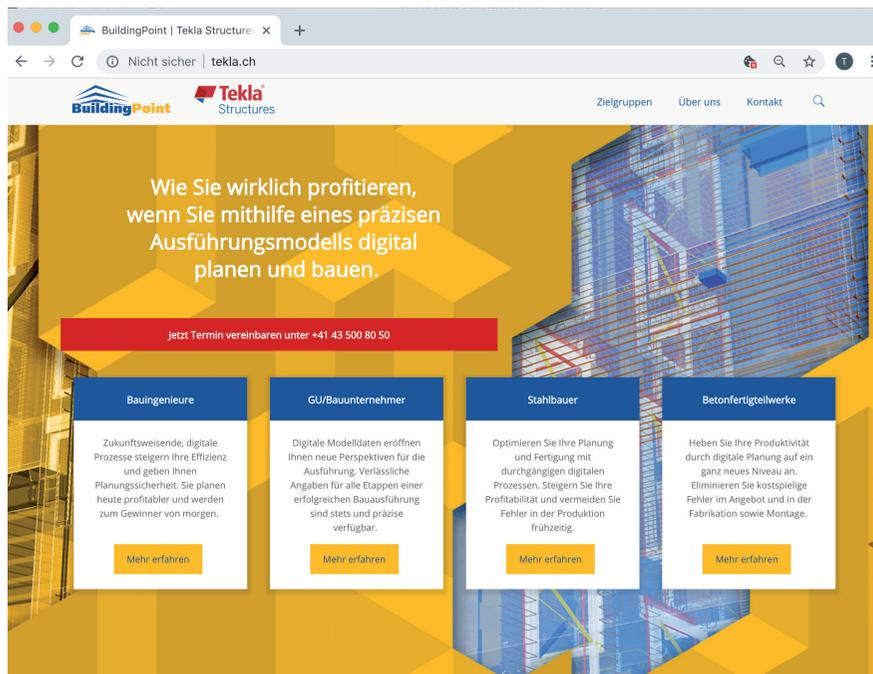 BuildingPoint | Tekla Structures
Nicht sicher | tekla.ch
T
BuildingPoint
Tekla
Structures
Zielgruppen Über uns Kontakt
Wie Sie wirklich profitieren,
wenn Sie mithilfe eines präzisen
Ausführungsmodells digital
planen und bauen.
Jetzt Termin vereinbaren unter +41 43 500 80 50
Bauingenieure
Zukunftsweisende, digitale
Prozesse steigern Ihre Effizienz
und geben Ihnen
Planungssicherheit. Sie planen
heute profitabler und werden
zum Gewinner von morgen.
Mehr erfahren
GU/Bauunternehmer
Digitale Modelldaten eröffnen
Ihnen neue Perspektiven für die
Ausführung. Verlässliche
Angaben für alle Etappen einer
erfolgreichen Bauausführung
sind stets und präzise
verfügbar.
Mehr erfahren
Stahlbauer
Optimieren Sie Ihre Planung
und Fertigung mit
durchgängigen digitalen
Prozessen. Steigern Sie Ihre
Profitabilität und vermeiden Sie
Fehler in der Produktion
frühzeitig.
Mehr erfahren
Betonfertigteilwerke
Heben Sie Ihre Produktivität
durch digitale Planung auf ein
ganz neues Niveau an.
Eliminieren Sie kostspielige
Fehler im Angebot und in der
Fabrikation sowie Montage.
Mehr erfahren